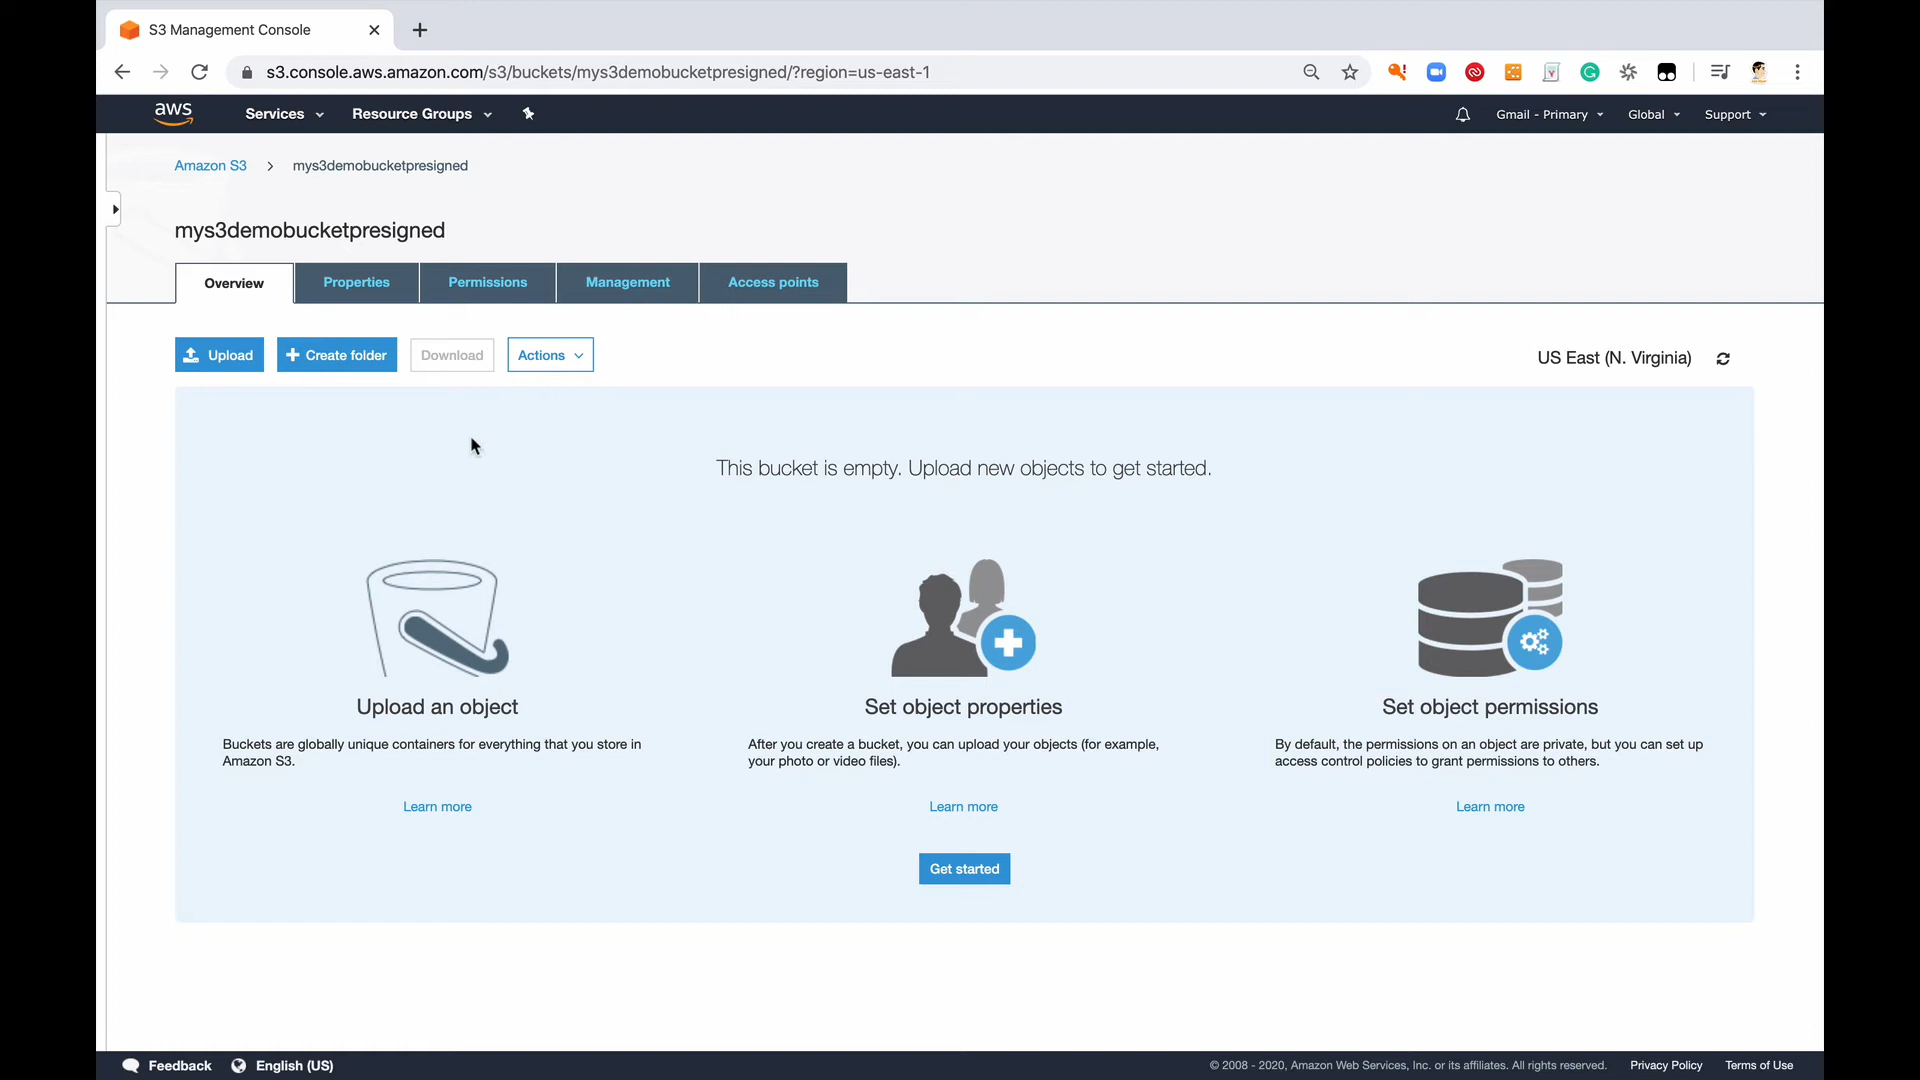 S3 Management Console
s3.console.aws.amazon.com/s3/buckets/mys3demobucketpresigned/?region=us-east-1
aws
Services
Resource Groups
Gmail - Primary
Global
Support
Amazon S3
mys3demobucketpresigned
mys3demobucketpresigned
Overview
Properties
Permissions
Management
Access points
Upload
Create folder
Download
Actions
US East (N. Virginia)
This bucket is empty. Upload new objects to get started.
Upload an object
Buckets are globally unique containers for everything that you store in
Amazon S3.
Learn more
Set object properties
After you create a bucket, you can upload your objects (for example,
your photo or video files).
Learn more
Set object permissions
By default, the permissions on an object are private, but you can set up
access control policies to grant permissions to others.
Learn more
Get started
Feedback
English (US)
© 2008 - 2020, Amazon Web Services, Inc. or its affiliates. All rights reserved.
Privacy Policy
Terms of Use